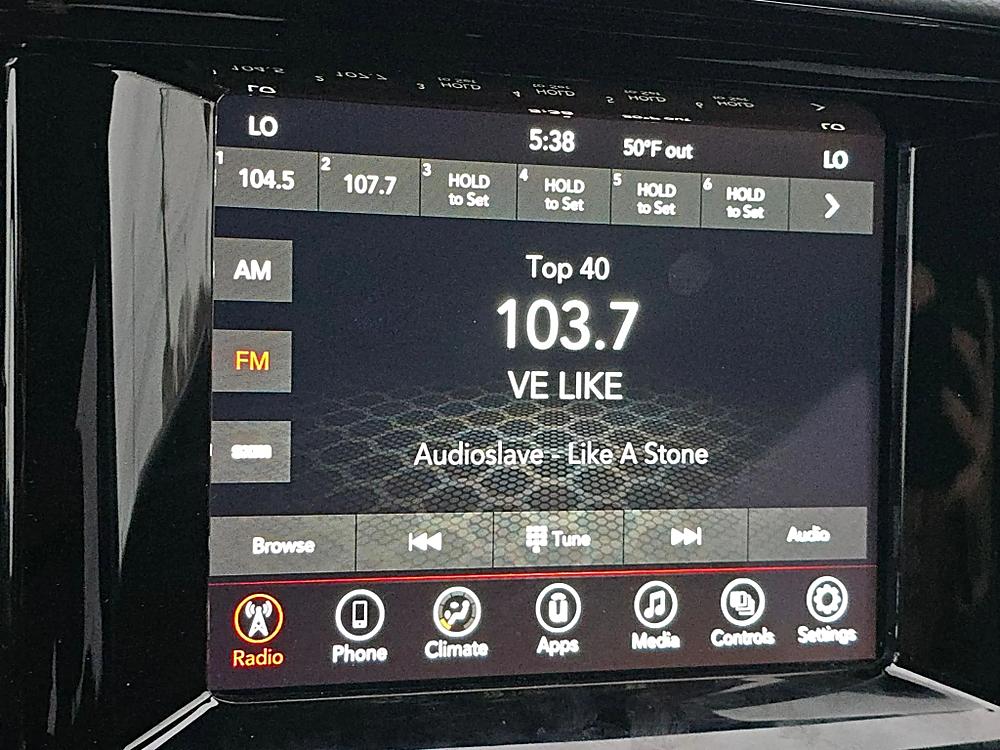 LO 5:38 50°F out LO
1 104.5 2 107.7 3 HOLD to Set 4 HOLD to Set 5 HOLD to Set 6 HOLD to Set
AM
Top 40
103.7
FM
VE LIKE
Audioslave - Like A Stone
Browse Tune Audio
Radio Phone Climate Apps Media Controls Settings